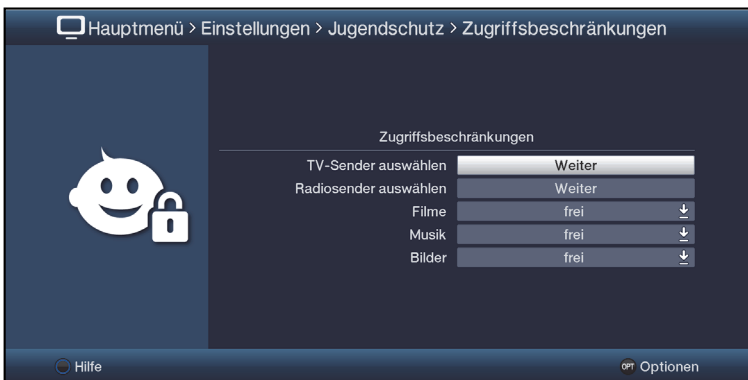 Hauptmenü > Einstellungen > Jugendschutz > Zugriffsbeschränkungen
Zugriffsbeschränkungen
TV-Sender auswählen Weiter
Radiosender auswählen Weiter
Filme frei
Musik frei
Bilder frei
Hilfe OPT Optionen